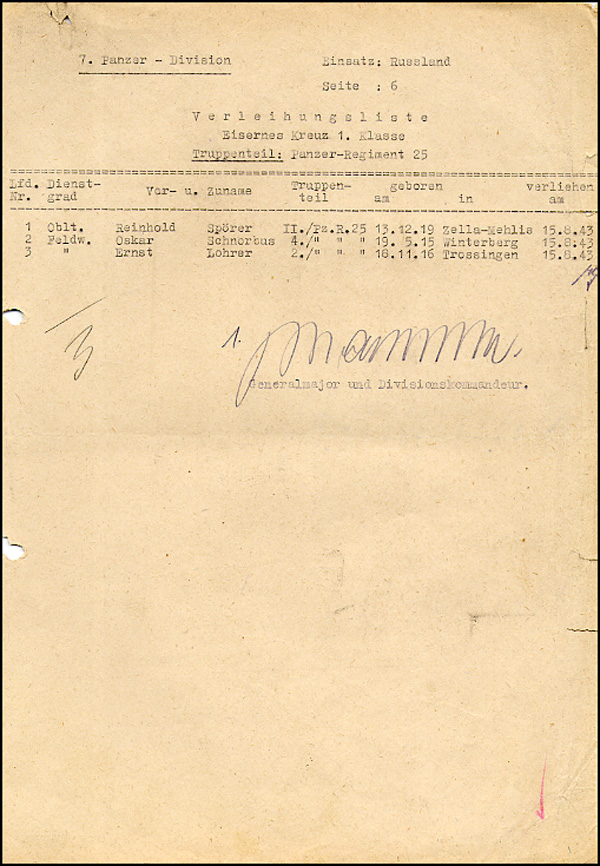 7. Panzer - Division Einsatz: Russland
Seite : 6
Verleihungsliste
Eisernes Kreuz 1. Klasse
Truppenteil: Panzer-Regiment 25
Lfd. Dienst- Vor- u. Zuname Truppen- geboren verliehen
Nr. grad teil am in am
1 Oblt. Reinhold Spörer II./Pz.R.25 13.12.19 Zella-Mehlis 15.8.43
2 Feldw. Oskar Schnorbus 4./" " " 19. 5.15 Winterberg 15.8.43
3 " Ernst Lohrer 2./" " " 18.11.16 Trossingen 15.8.43
Generalmajor und Divisionskommandeur.